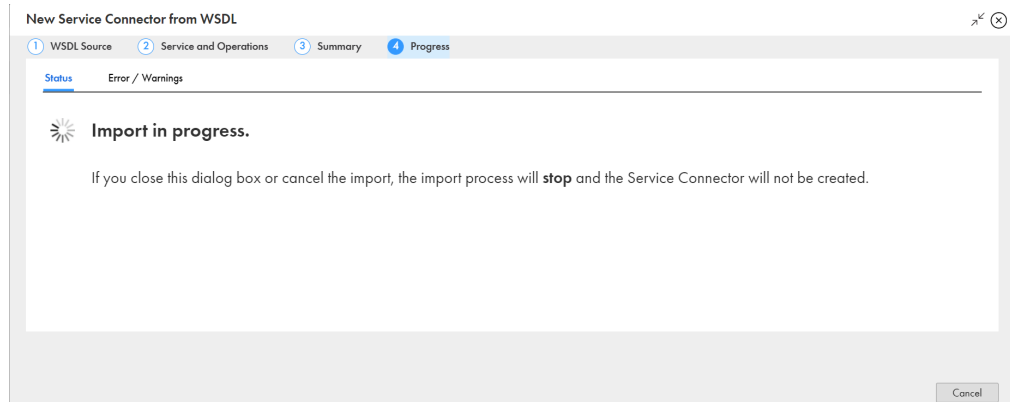 New Service Connector from WSDL
1 WSDL Source 2 Service and Operations 3 Summary 4 Progress
Status Error / Warnings
Import in progress.
If you close this dialog box or cancel the import, the import process will stop and the Service Connector will not be created.
Cancel